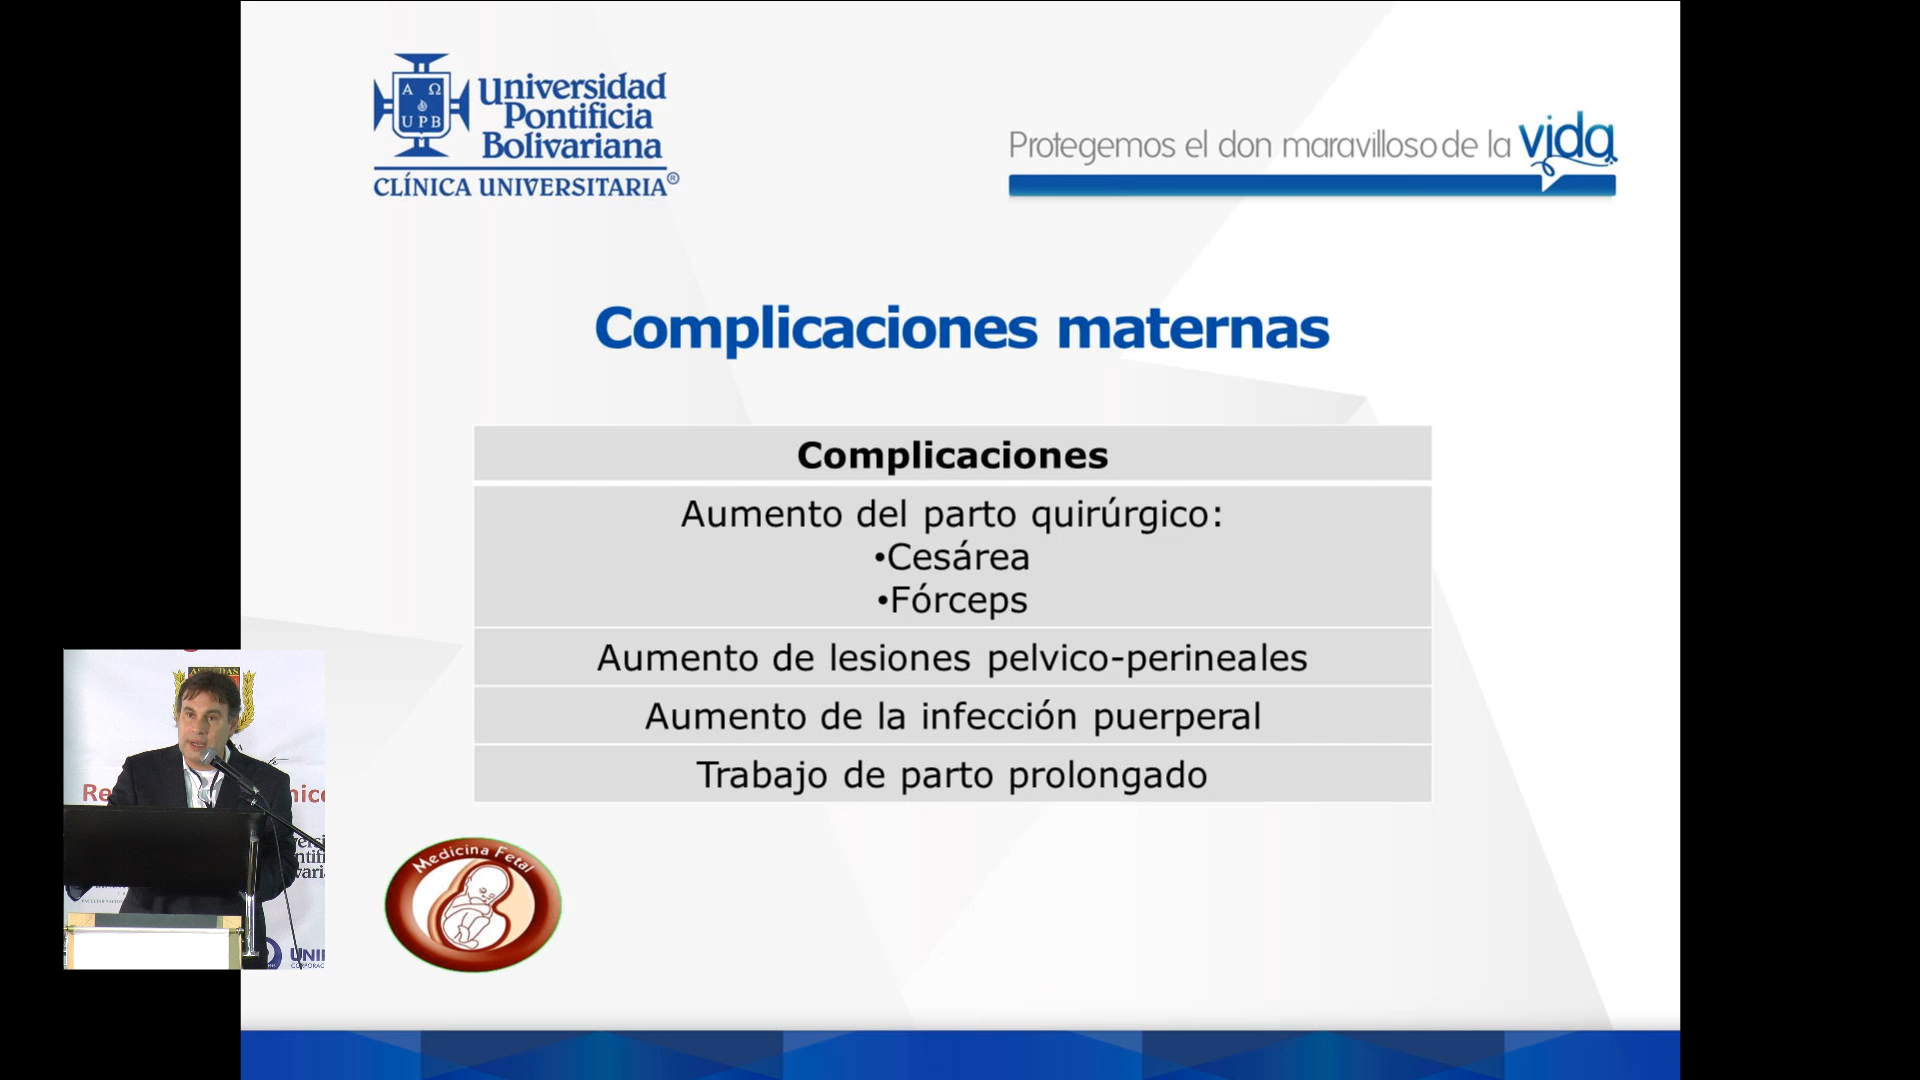 Universidad
Pontificia
Bolivariana
CLÍNICA UNIVERSITARIA®
Α Ω
UPB
Protegemos el don maravilloso de la vida
Complicaciones maternas
Complicaciones
Aumento del parto quirúrgico:
•Cesárea
•Fórceps
Aumento de lesiones pelvico-perineales
Aumento de la infección puerperal
Trabajo de parto prolongado
Medicina Fetal